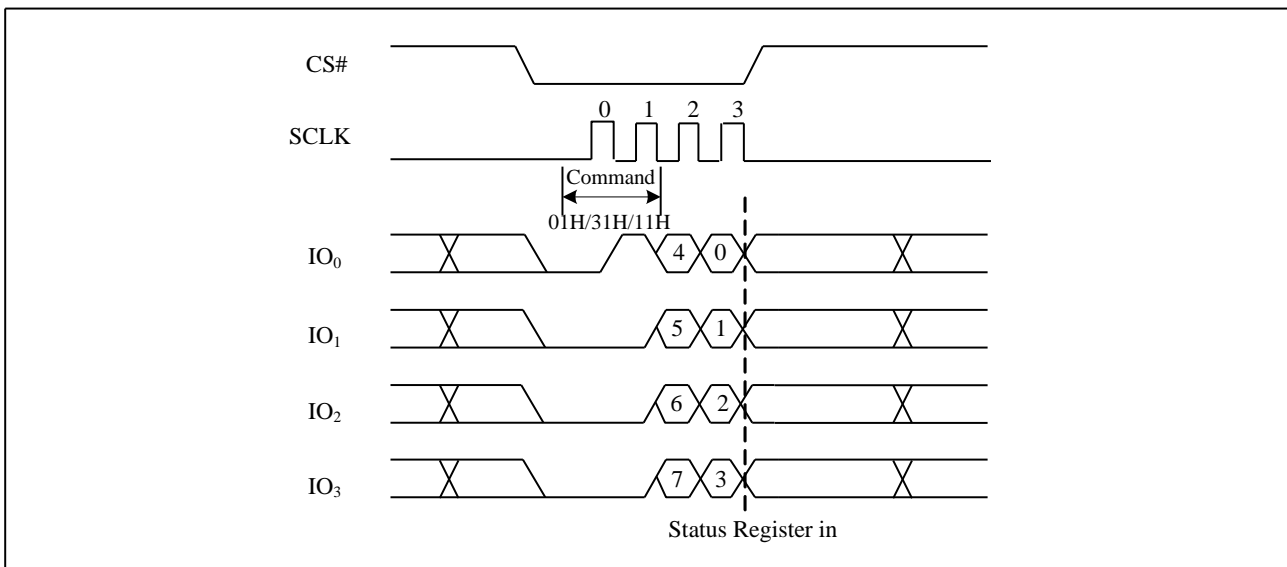 CS#
0 1 2 3
SCLK
Command
01H/31H/11H
IO0 4 0
IO1 5 1
IO2 6 2
IO3 7 3
Status Register in